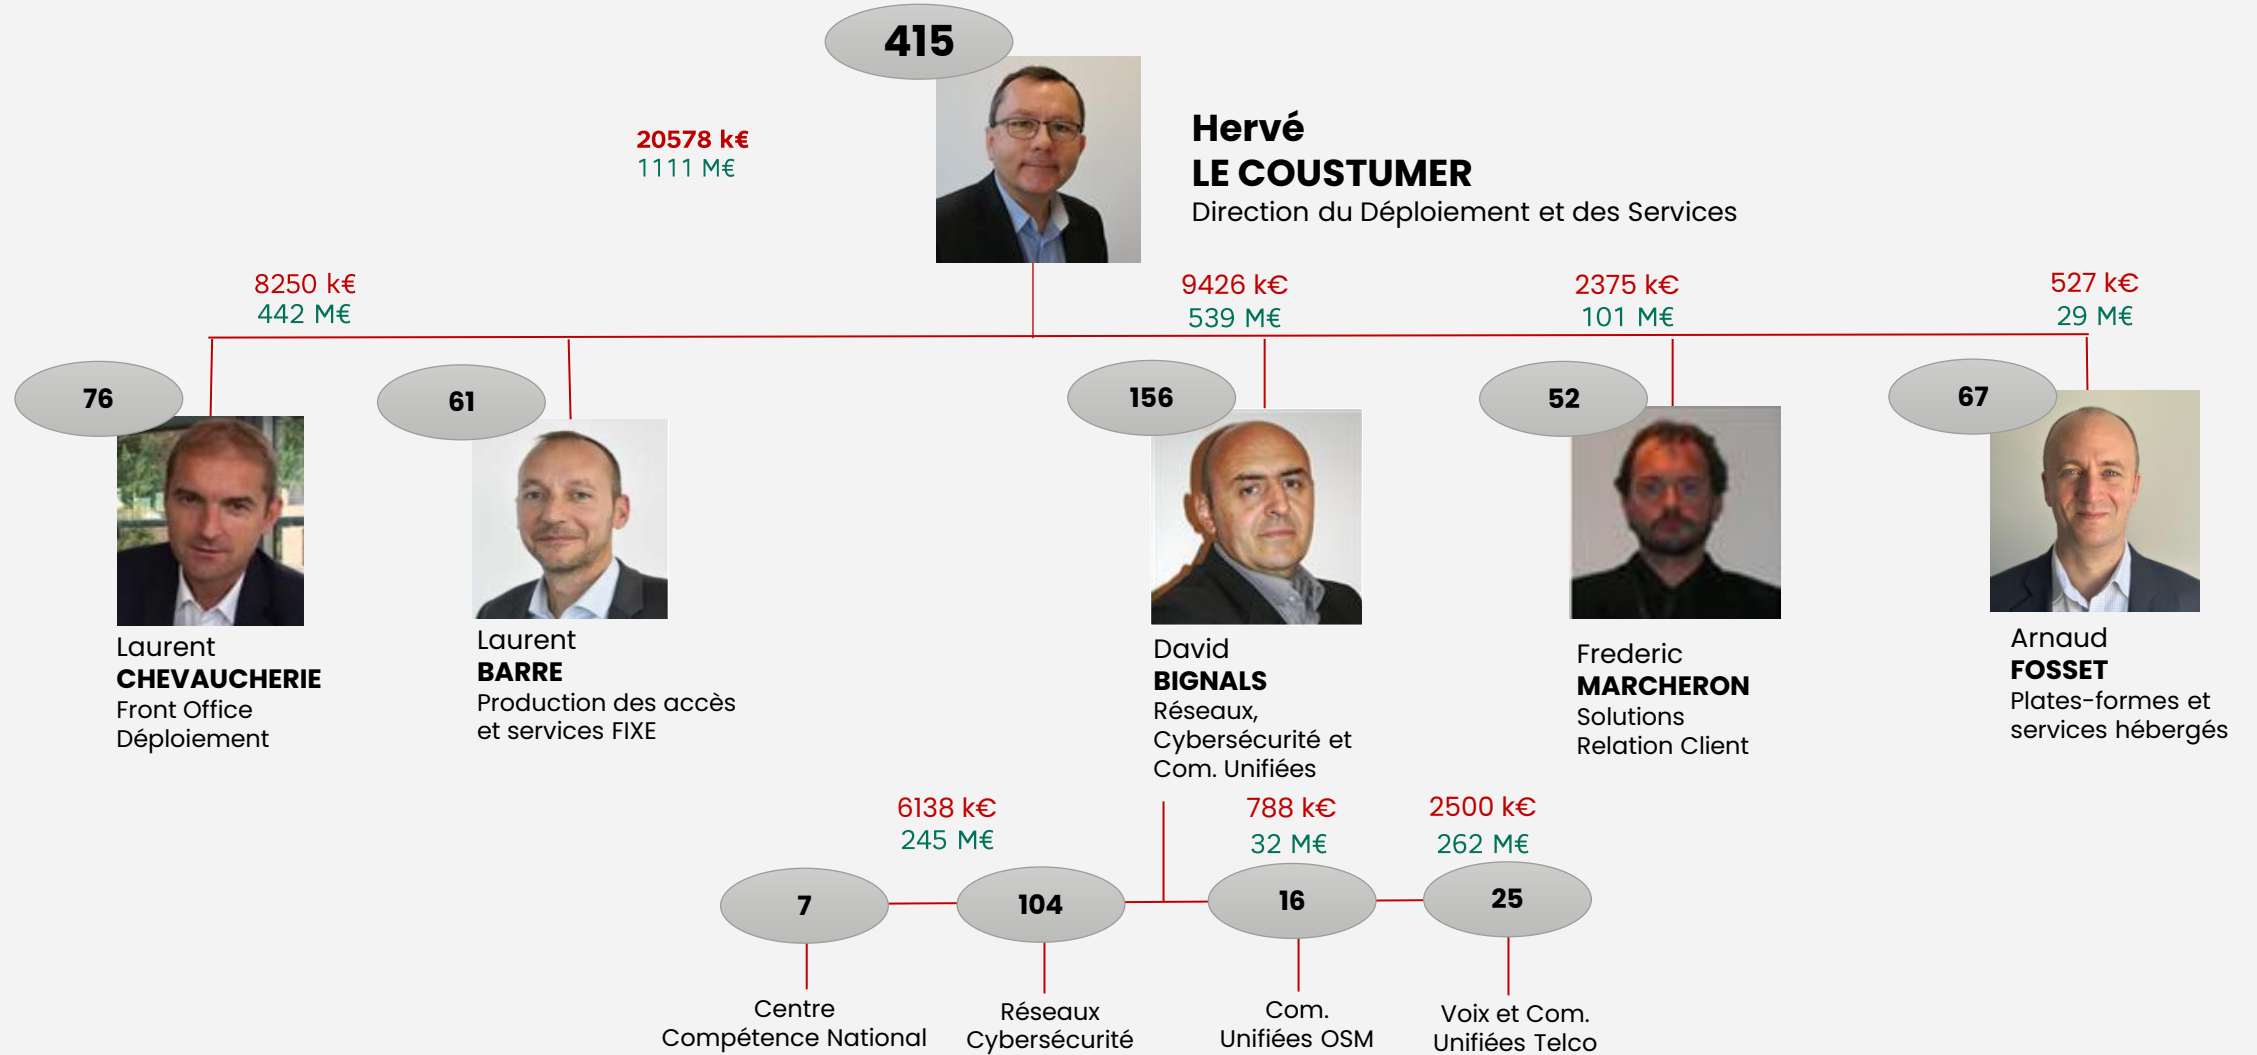 415
20578 k€
1111 M€
Hervé
LE COUSTUMER
Direction du Déploiement et des Services
8250 k€
442 M€
9426 k€
539 M€
2375 k€
101 M€
527 k€
29 M€
76
61
156
52
67
Laurent
CHEVAUCHERIE
Front Office
Déploiement
Laurent
BARRE
Production des accès
et services FIXE
David
BIGNALS
Réseaux,
Cybersécurité et
Com. Unifiées
Frederic
MARCHERON
Solutions
Relation Client
Arnaud
FOSSET
Plates-formes et
services hébergés
6138 k€
245 M€
788 k€
32 M€
2500 k€
262 M€
7
104
16
25
Centre
Compétence National
Réseaux
Cybersécurité
Com.
Unifiées OSM
Voix et Com.
Unifiées Telco